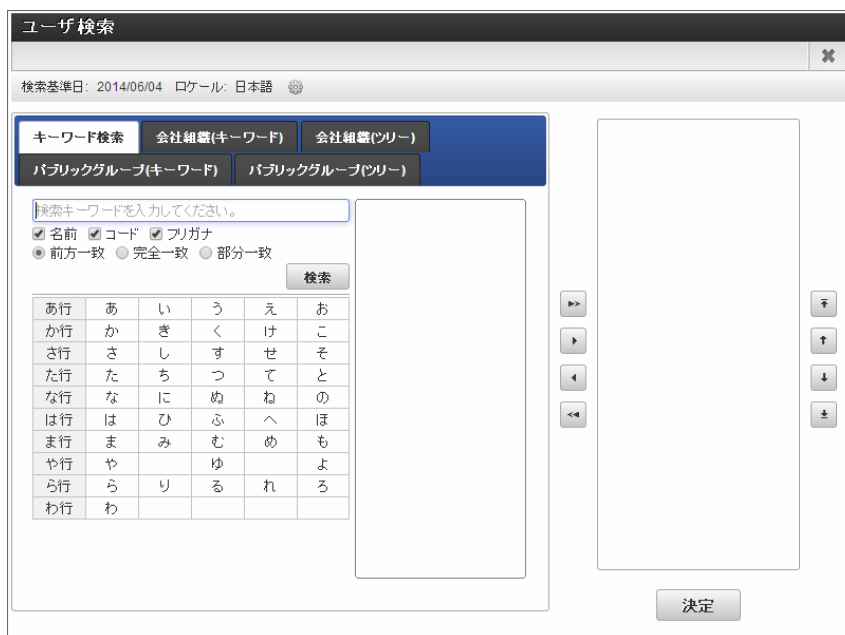 ユーザ検索
検索基準日: 2014/06/04 ロケール: 日本語
キーワード検索 会社組織(キーワード) 会社組織(ツリー)
パブリックグループ(キーワード) パブリックグループ(ツリー)
検索キーワードを入力してください。
名前 コード フリガナ
前方一致 完全一致 部分一致
検索
あ行 あ い う え お
か行 か き く け こ
さ行 さ し す せ そ
た行 た ち つ て と
な行 な に ぬ ね の
は行 は ひ ふ へ ほ
ま行 ま み む め も
や行 や ゆ よ
ら行 ら り る れ ろ
わ行 わ
決定